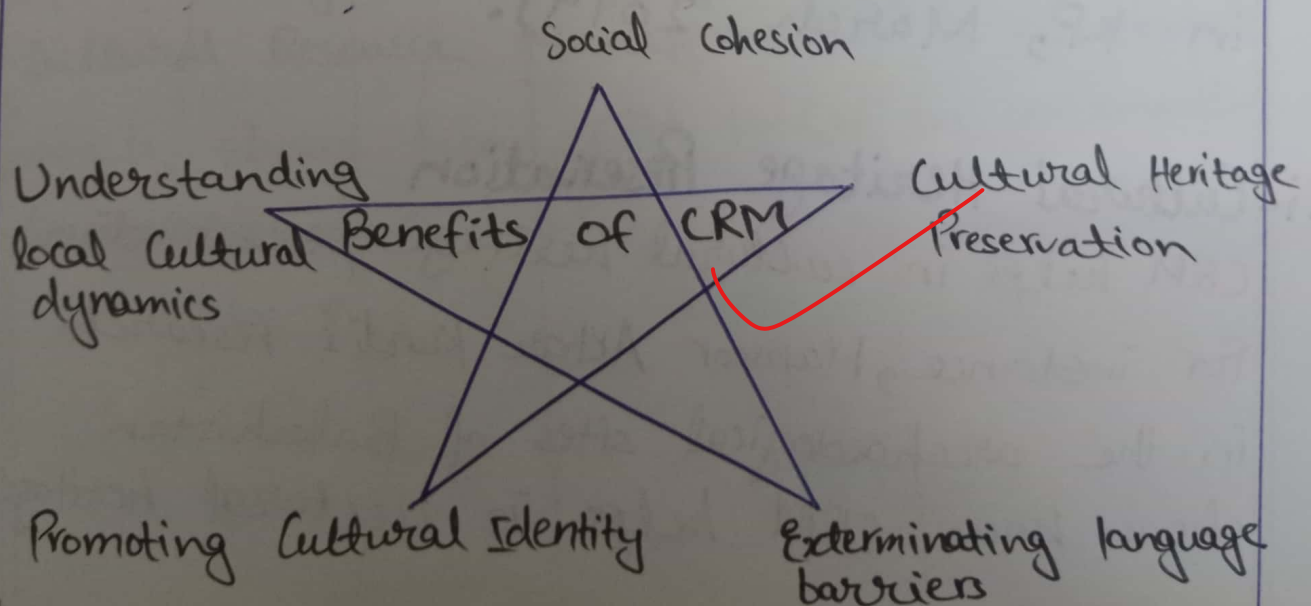 Social Cohesion
Understanding
local Cultural
dynamics
Benefits of CRM
Cultural Heritage
Preservation
Promoting Cultural Identity
Exterminating language
barriers